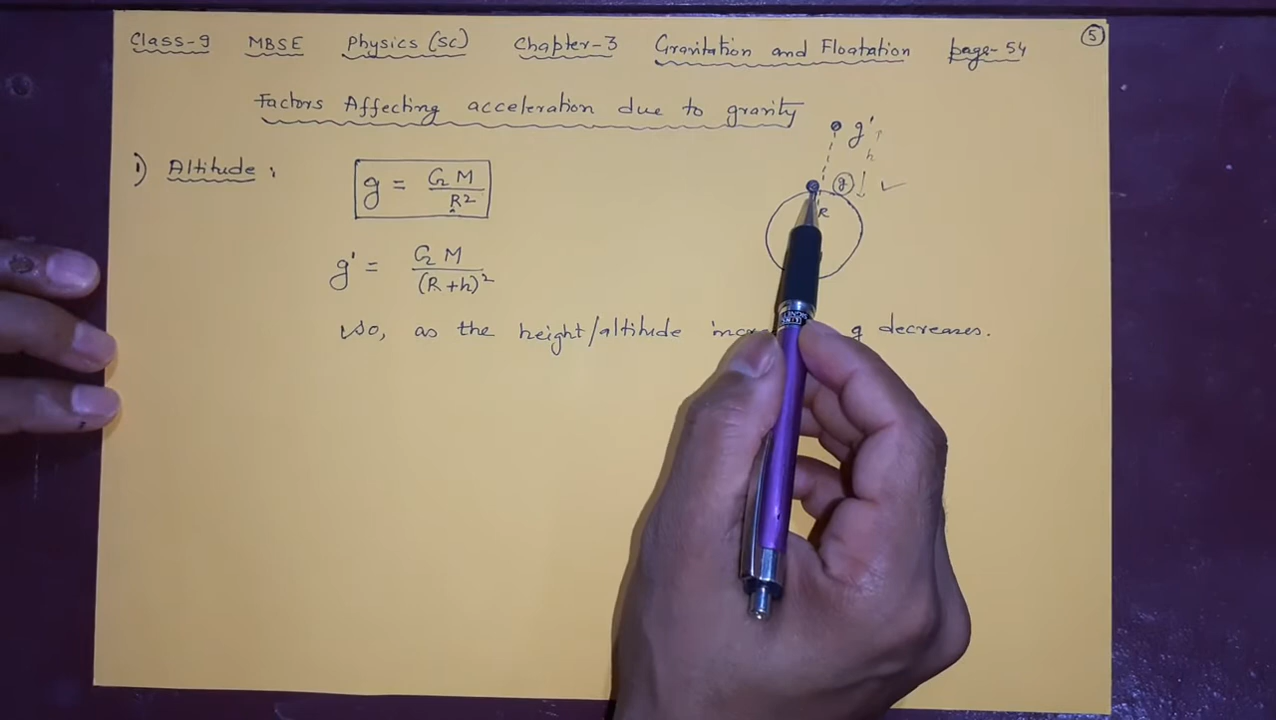 Class-9 MBSE Physics (SC) Chapter-3 Gravitation and Floatation page-54 5
Factors Affecting acceleration due to gravity
g'
h
i) Altitude :
g = GM / R²
g
R
g' = GM / (R+h)²
So, as the height/altitude g decreases.